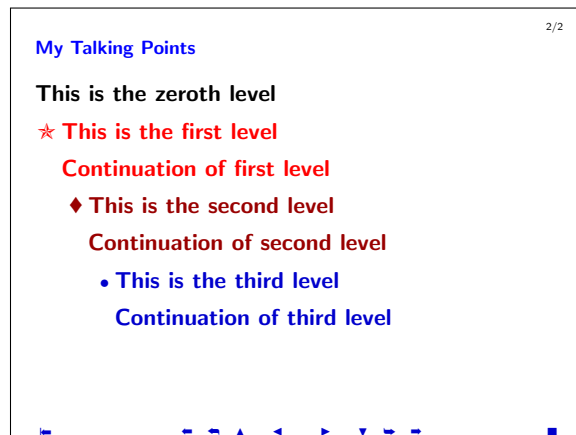 2/2
My Talking Points
This is the zeroth level
✯ This is the first level
Continuation of first level
♦ This is the second level
Continuation of second level
• This is the third level
Continuation of third level